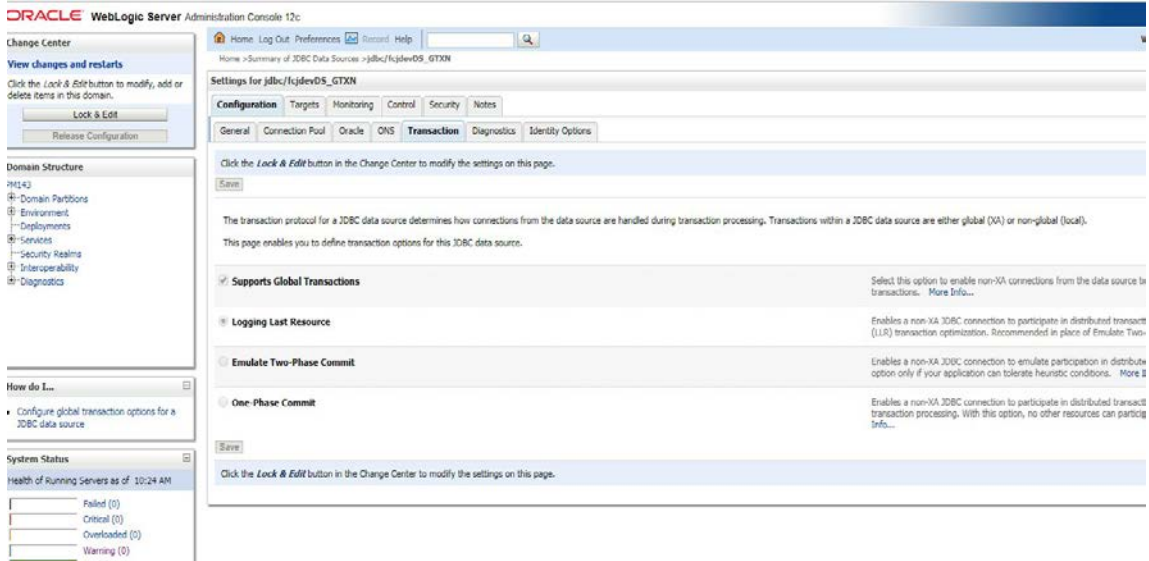 ORACLE WebLogic Server Administration Console 12c
Change Center
View changes and restarts
Click the Lock & Edit button to modify, add or
delete items in this domain.
Lock & Edit
Release Configuration
Domain Structure
PM143
Domain Partitions
Environment
Deployments
Services
Security Realms
Interoperability
Diagnostics
How do I...
Configure global transaction options for a
JDBC data source
System Status
Health of Running Servers as of 10:24 AM
Failed (0)
Critical (0)
Overloaded (0)
Warning (0)
Home Log Out Preferences Record Help
Home >Summary of JDBC Data Sources >jdbc/fcjdevDS_GTXN
Settings for jdbc/fcjdevDS_GTXN
Configuration Targets Monitoring Control Security Notes
General Connection Pool Oracle ONS Transaction Diagnostics Identity Options
Click the Lock & Edit button in the Change Center to modify the settings on this page.
Save
The transaction protocol for a JDBC data source determines how connections from the data source are handled during transaction processing. Transactions within a JDBC data source are either global (XA) or non-global (local).
This page enables you to define transaction options for this JDBC data source.
Supports Global Transactions
Select this option to enable non-XA connections from the data source
transactions. More Info...
Logging Last Resource
Enables a non-XA JDBC connection to participate in distributed
(LLR) transaction optimization. Recommended in place of Emulate Two-
Emulate Two-Phase Commit
Enables a non-XA JDBC connection to emulate participation in
option only if your application can tolerate heuristic conditions. More
One-Phase Commit
Enables a non-XA JDBC connection to participate in distributed
transaction processing. With this option, no other resources can
Info...
Save
Click the Lock & Edit button in the Change Center to modify the settings on this page.